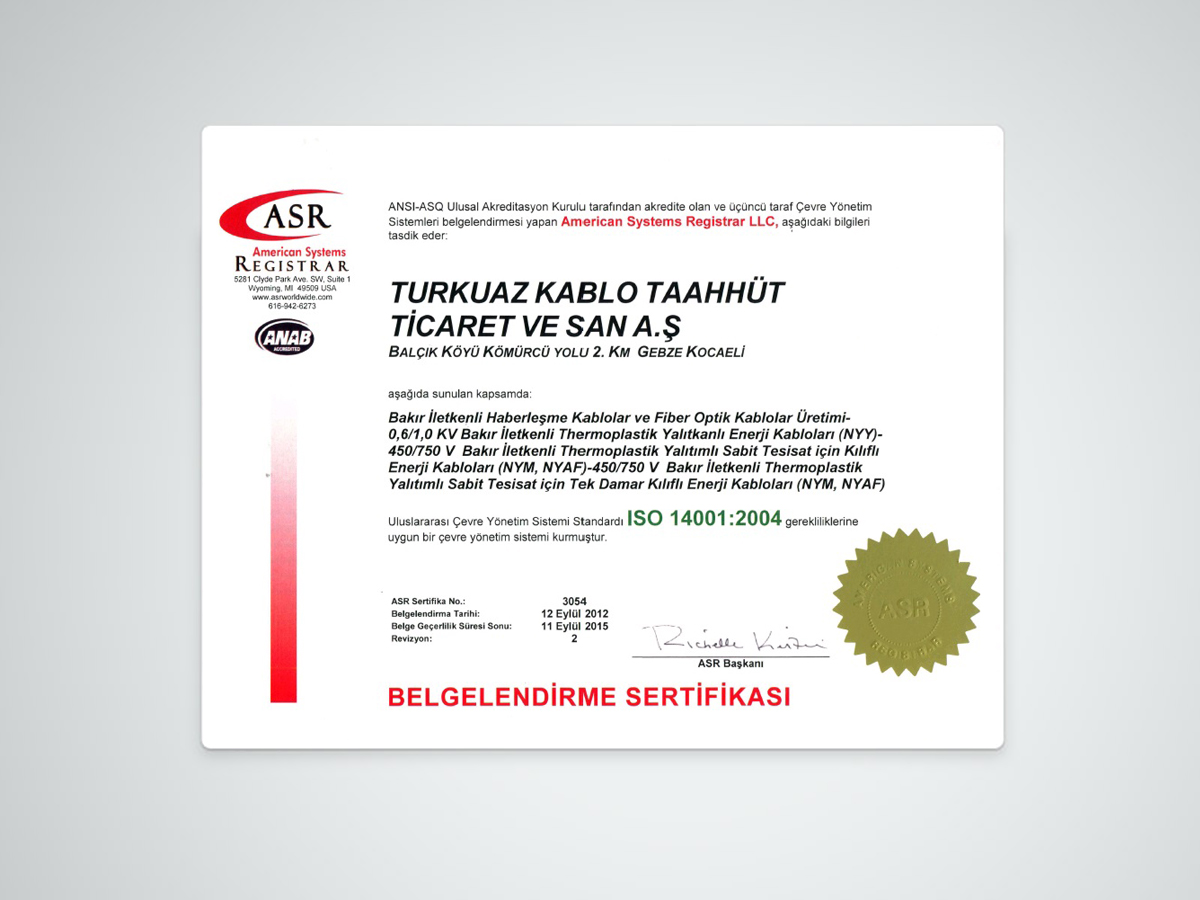 ASR
American Systems
REGISTRAR
5281 Clyde Park Ave. SW, Suite 1
Wyoming, MI 49509 USA
www.asrworldwide.com
616-942-6273
ANAB
ACCREDITED
ANSI-ASQ Ulusal Akreditasyon Kurulu tarafından akredite olan ve üçüncü taraf Çevre Yönetim
Sistemleri belgelendirmesi yapan American Systems Registrar LLC, aşağıdaki bilgileri
tasdik eder:
TURKUAZ KABLO TAAHHÜT
TİCARET VE SAN A.Ş
BALÇIK KÖYÜ KÖMÜRCÜ YOLU 2. KM GEBZE KOCAELİ
aşağıda sunulan kapsamda:
Bakır İletkenli Haberleşme Kablolar ve Fiber Optik Kablolar Üretimi-
0,6/1,0 KV Bakır İletkenli Thermoplastik Yalıtkanlı Enerji Kabloları (NYY)-
450/750 V Bakır İletkenli Thermoplastik Yalıtımlı Sabit Tesisat için Kılıflı
Enerji Kabloları (NYM, NYAF)-450/750 V Bakır İletkenli Thermoplastik
Yalıtımlı Sabit Tesisat için Tek Damar Kılıflı Enerji Kabloları (NYM, NYAF)
Uluslararası Çevre Yönetim Sistemi Standardı ISO 14001:2004 gerekliliklerine
uygun bir çevre yönetim sistemi kurmuştur.
ASR Sertifika No.: 3054
Belgelendirma Tarihi: 12 Eylül 2012
Belge Geçerlilik Süresi Sonu: 11 Eylül 2015
Revizyon: 2
Richelle
ASR Başkanı
AMERICAN SYSTEMS
ASR
REGISTRAR
BELGELENDİRME SERTİFİKASI